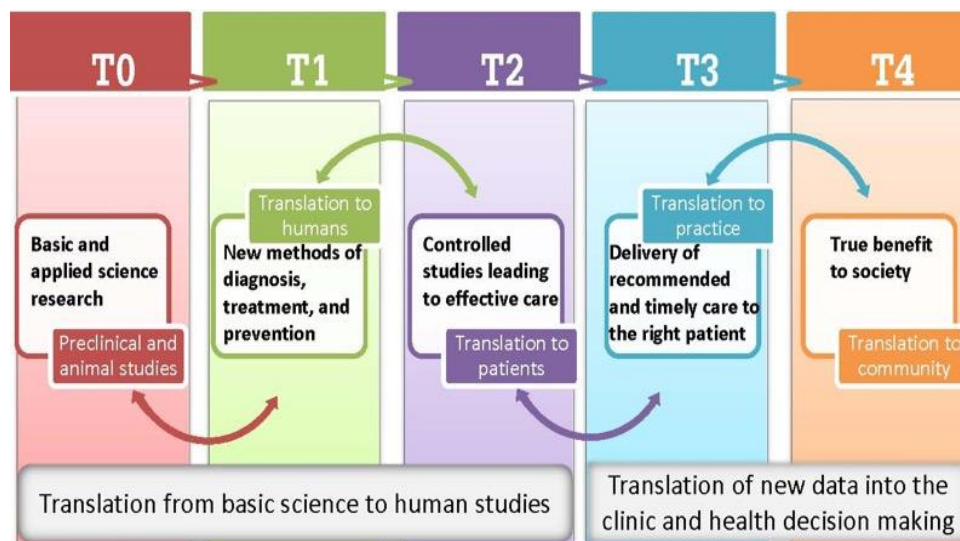 T0
T1
T2
T3
T4
Basic and
applied science
research
Preclinical and
animal studies
Translation to
humans
New methods of
diagnosis,
treatment, and
prevention
Controlled
studies leading
to effective care
Translation to
patients
Translation to
practice
Delivery of
recommended
and timely care to
the right patient
True benefit
to society
Translation to
community
Translation from basic science to human studies
Translation of new data into the
clinic and health decision making